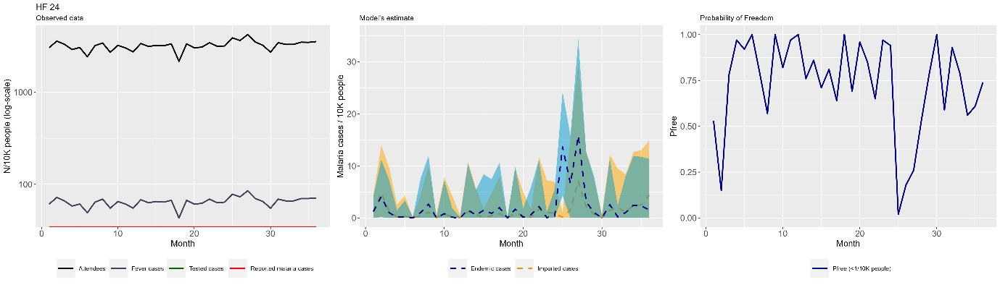 HF 24
Observed data
N/10K people (log-scale)
1000
100
0
10
20
30
Month
Attendees
Fever cases
Tested cases
Reported malaria cases
Model's estimate
Malaria cases / 10K people
30
20
10
0
0
10
20
30
Month
Endemic cases
Imported cases
Probability of Freedom
Pfree
1.00
0.75
0.50
0.25
0.00
0
10
20
30
Month
Pfree (<1/10K people)